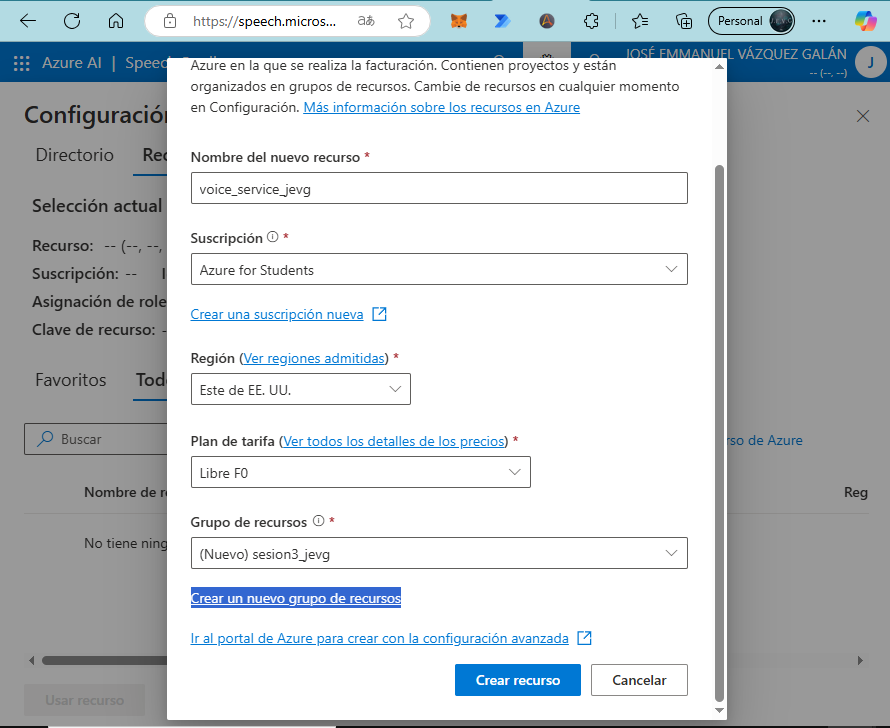 https://speech.micros...
Personal
Azure AI | Speec
JOSÉ EMMANUEL VÁZQUEZ GALÁN
-- (--, --)
J
Configuración
Directorio
Rec
Selección actual
Recurso: -- (--, --,
Suscripción: --
Asignación de role
Clave de recurso: -
Favoritos
Todo
Buscar
rso de Azure
Nombre de r
Reg
No tiene ning
Usar recurso
Azure en la que se realiza la facturación. Contienen proyectos y están
organizados en grupos de recursos. Cambie de recursos en cualquier momento
en Configuración. Más información sobre los recursos en Azure
Nombre del nuevo recurso *
voice_service_jevg
Suscripción *
Azure for Students
Crear una suscripción nueva
Región (Ver regiones admitidas) *
Este de EE. UU.
Plan de tarifa (Ver todos los detalles de los precios) *
Libre F0
Grupo de recursos *
(Nuevo) sesion3_jevg
Crear un nuevo grupo de recursos
Ir al portal de Azure para crear con la configuración avanzada
Crear recurso
Cancelar